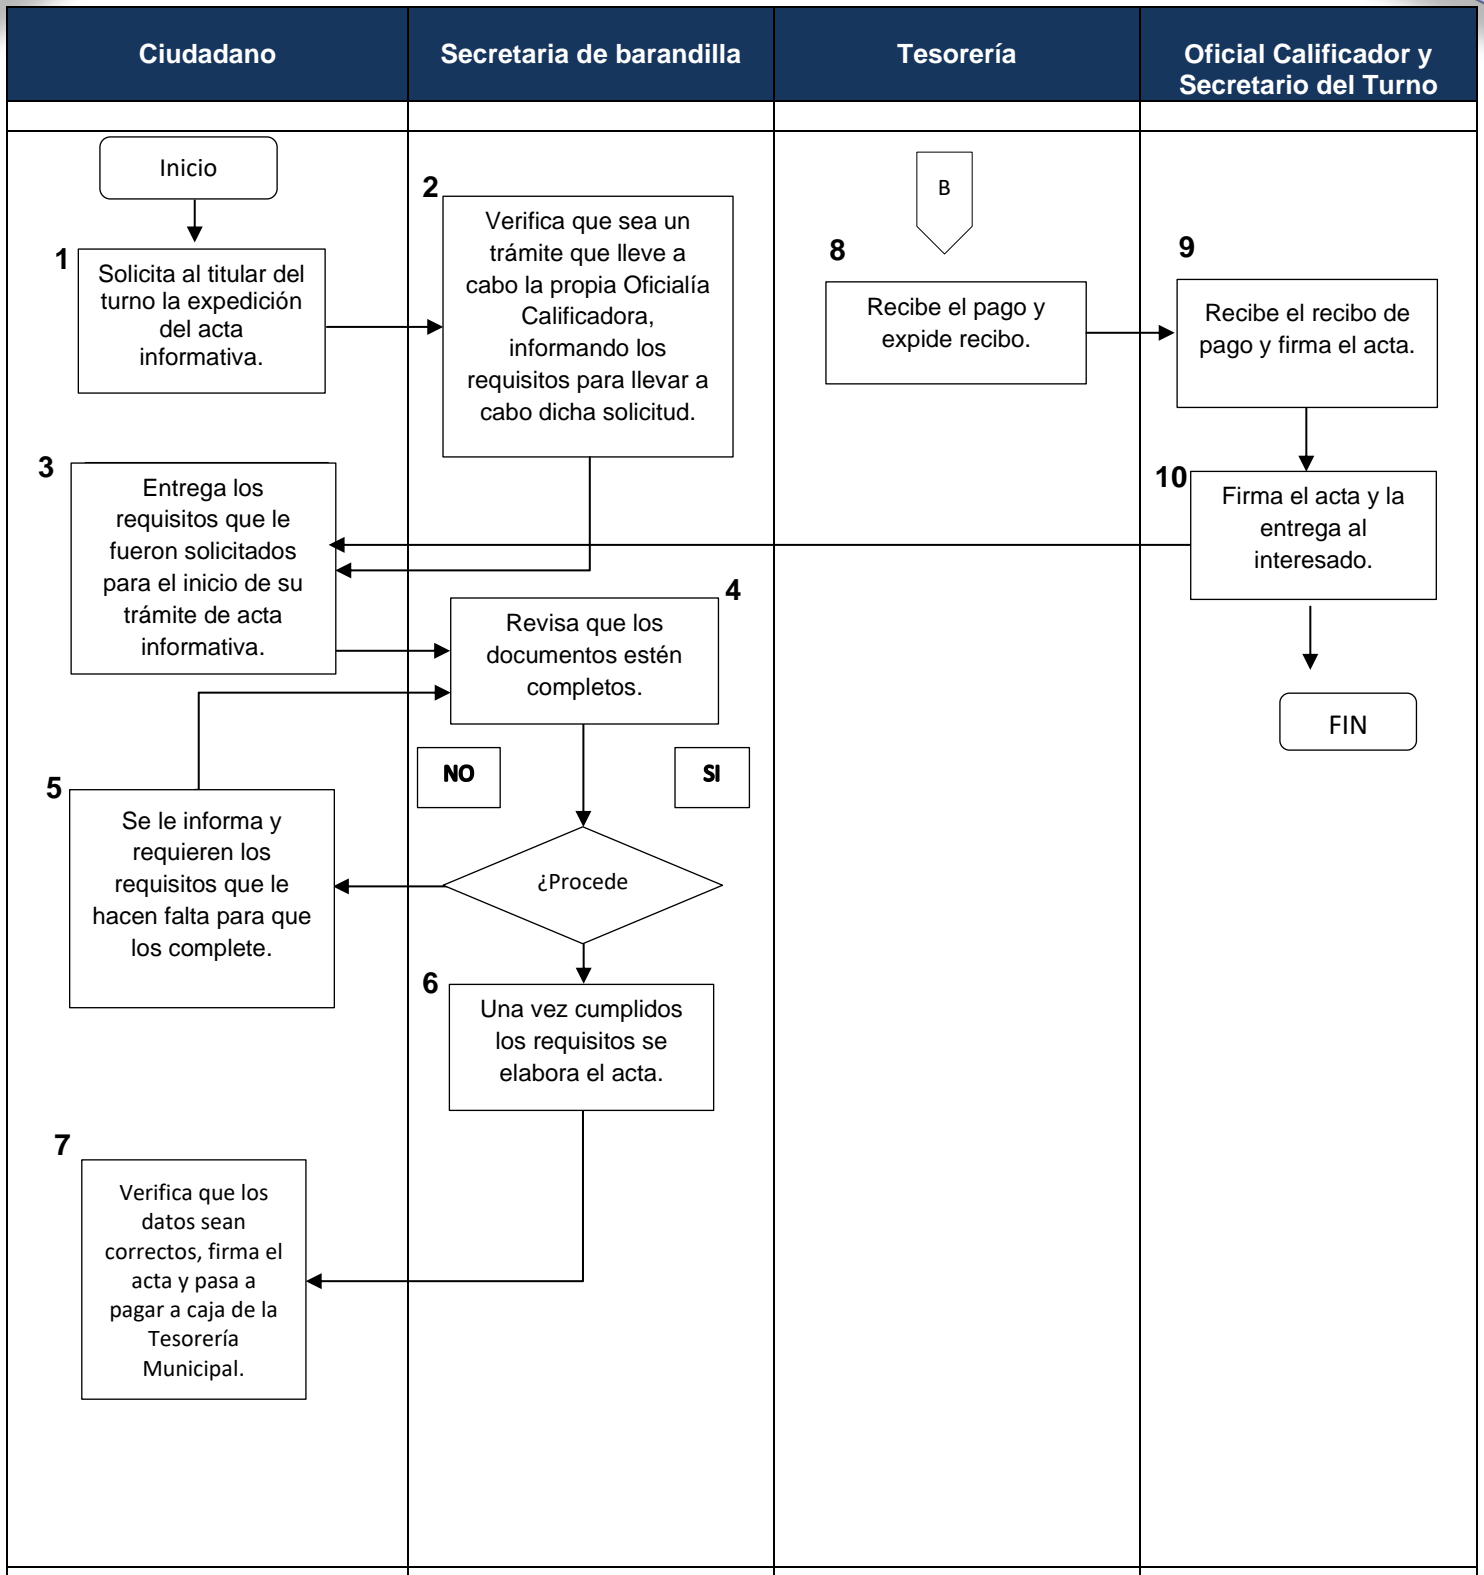 Ciudadano
Secretaria de barandilla
Tesorería
Oficial Calificador y
Secretario del Turno
Inicio
1
Solicita al titular del
turno la expedición
del acta
informativa.
2
Verifica que sea un
trámite que lleve a
cabo la propia Oficialía
Calificadora,
informando los
requisitos para llevar a
cabo dicha solicitud.
3
Entrega los
requisitos que le
fueron solicitados
para el inicio de su
trámite de acta
informativa.
4
Revisa que los
documentos estén
completos.
NO
SI
¿Procede
5
Se le informa y
requieren los
requisitos que le
hacen falta para que
los complete.
6
Una vez cumplidos
los requisitos se
elabora el acta.
7
Verifica que los
datos sean
correctos, firma el
acta y pasa a
pagar a caja de la
Tesorería
Municipal.
B
8
Recibe el pago y
expide recibo.
9
Recibe el recibo de
pago y firma el acta.
10
Firma el acta y la
entrega al
interesado.
FIN